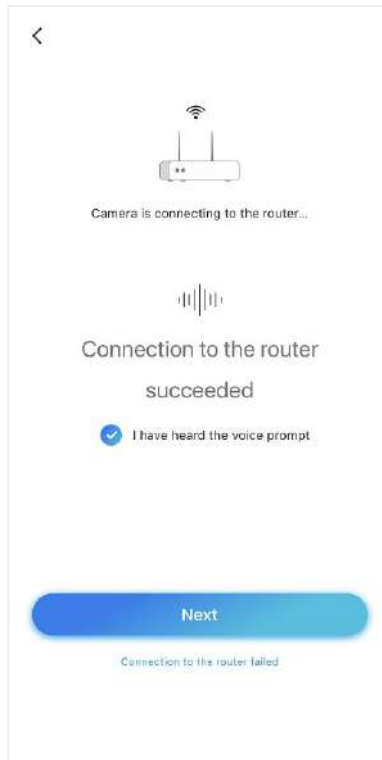 Camera is connecting to the router...
Connection to the router
succeeded
I have heard the voice prompt
Next
Connection to the router failed